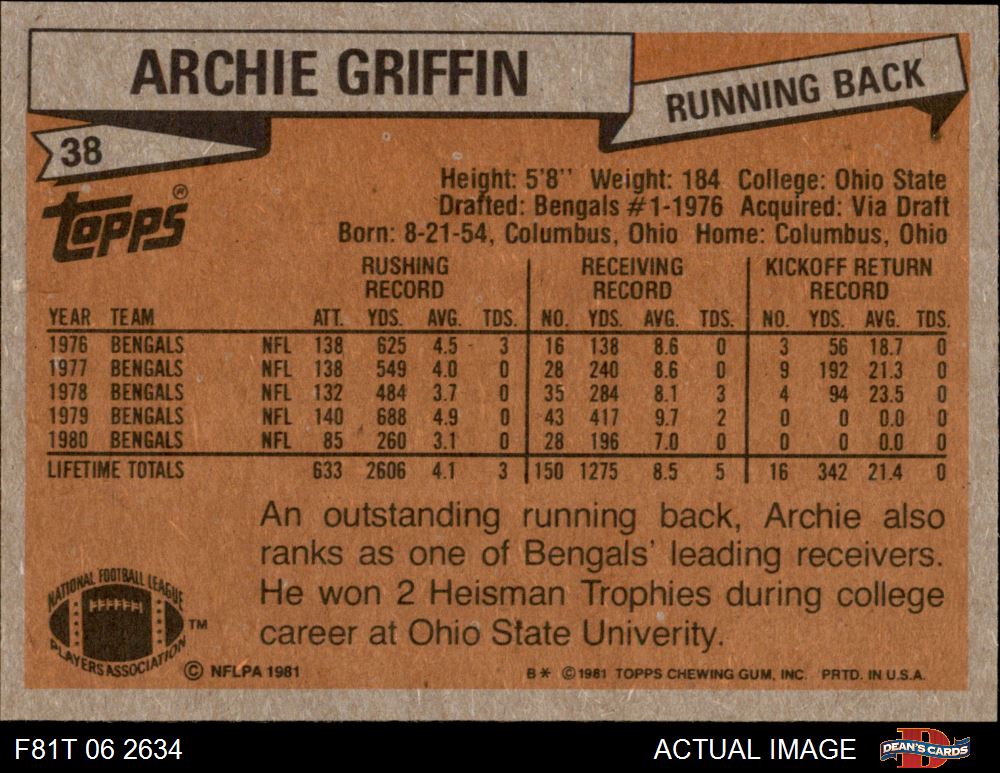 ARCHIE GRIFFIN
RUNNING BACK
38
TOPPS®
Height: 5'8'' Weight: 184 College: Ohio State
Drafted: Bengals #1-1976 Acquired: Via Draft
Born: 8-21-54, Columbus, Ohio Home: Columbus, Ohio
RUSHING RECORD RECEIVING RECORD KICKOFF RETURN RECORD
YEAR TEAM ATT. YDS. AVG. TDS. NO. YDS. AVG. TDS. NO. YDS. AVG. TDS.
1976 BENGALS NFL 138 625 4.5 3 16 138 8.6 0 3 56 18.7 0
1977 BENGALS NFL 138 549 4.0 0 28 240 8.6 0 9 192 21.3 0
1978 BENGALS NFL 132 484 3.7 0 35 284 8.1 3 4 94 23.5 0
1979 BENGALS NFL 140 688 4.9 0 43 417 9.7 2 0 0 0.0 0
1980 BENGALS NFL 85 260 3.1 0 28 196 7.0 0 0 0 0.0 0
LIFETIME TOTALS 633 2606 4.1 3 150 1275 8.5 5 16 342 21.4 0
An outstanding running back, Archie also
ranks as one of Bengals' leading receivers.
He won 2 Heisman Trophies during college
career at Ohio State Univerity.
NATIONAL FOOTBALL LEAGUE
PLAYERS ASSOCIATION
TM
© NFLPA 1981
B* ©1981 TOPPS CHEWING GUM, INC. PRTD. IN U.S.A.
F81T 06 2634
ACTUAL IMAGE
DEAN'S CARDS